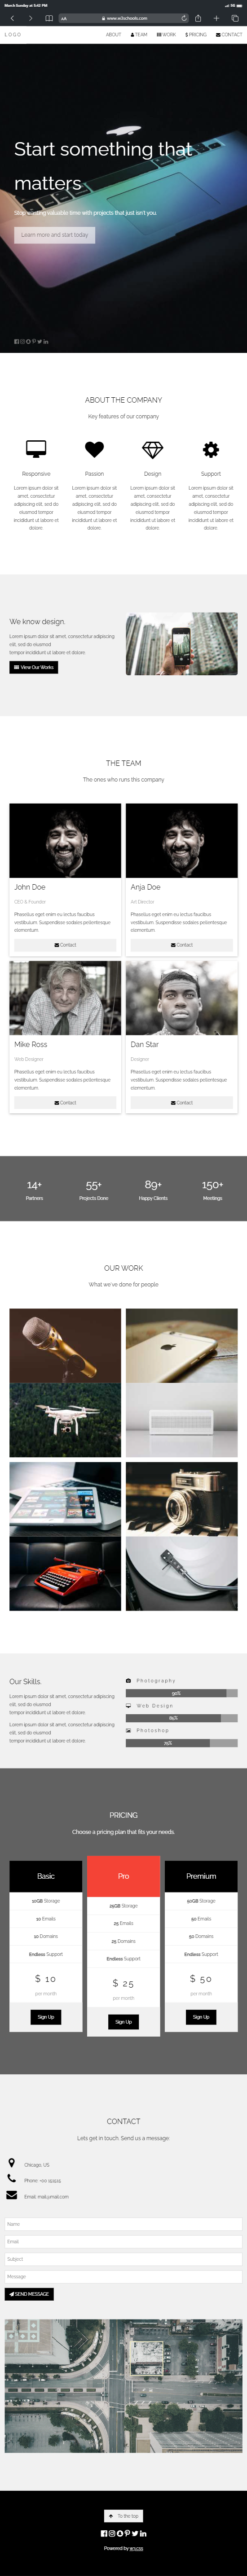 March Sunday at 5:42 PM
AA www.w3schools.com
LOGO ABOUT TEAM WORK $ PRICING CONTACT
Start something that
matters
Stop wasting valuable time with projects that just isn't you.
Learn more and start today
ABOUT THE COMPANY
Key features of our company
Responsive
Lorem ipsum dolor sit
amet, consectetur
adipiscing elit, sed do
eiusmod tempor
incididunt ut labore et
dolore
Passion
Lorem ipsum dolor sit
amet, consectetur
adipiscing elit, sed do
eiusmod tempor
incididunt ut labore et
dolore
Design
Lorem ipsum dolor sit
amet, consectetur
adipiscing elit, sed do
eiusmod tempor
incididunt ut labore et
dolore
Support
Lorem ipsum dolor sit
amet, consectetur
adipiscing elit, sed do
eiusmod tempor
incididunt ut labore et
dolore
We know design.
Lorem ipsum dolor sit amet, consectetur adipiscing
elit, sed do eiusmod
tempor incididunt ut labore et dolore
View Our Works
THE TEAM
The ones who runs this company
John Doe
CEO & Founder
Phasellus eget enim eu lectus faucibus
vestibulum. Suspendisse sodales pellentesque
elementum.
Contact
Anja Doe
Art Director
Phasellus eget enim eu lectus faucibus
vestibulum. Suspendisse sodales pellentesque
elementum.
Contact
Mike Ross
Web Designer
Phasellus eget enim eu lectus faucibus
vestibulum. Suspendisse sodales pellentesque
elementum.
Contact
Dan Star
Designer
Phasellus eget enim eu lectus faucibus
vestibulum. Suspendisse sodales pellentesque
elementum.
Contact
14+
Partners
55+
Projects Done
89+
Happy Clients
150+
Meetings
OUR WORK
What we've done for people
Our Skills.
Lorem ipsum dolor sit amet, consectetur adipiscing
elit, sed do eiusmod
tempor incididunt ut labore et dolore
Lorem ipsum dolor sit amet, consectetur adipiscing
elit, sed do eiusmod
tempor incididunt ut labore et dolore
Photography
90%
Web Design
85%
Photoshop
75%
PRICING
Choose a pricing plan that fits your needs.
Basic
10GB Storage
10 Emails
10 Domains
Endless Support
$ 10
per month
Sign Up
Pro
25GB Storage
25 Emails
25 Domains
Endless Support
$ 25
per month
Sign Up
Premium
50GB Storage
50 Emails
50 Domains
Endless Support
$ 50
per month
Sign Up
CONTACT
Lets get in touch. Send us a message:
Chicago, US
Phone: +00 151515
Email: mail@mail.com
Name
Email
Subject
Message
SEND MESSAGE
To the top
Powered by w3.css